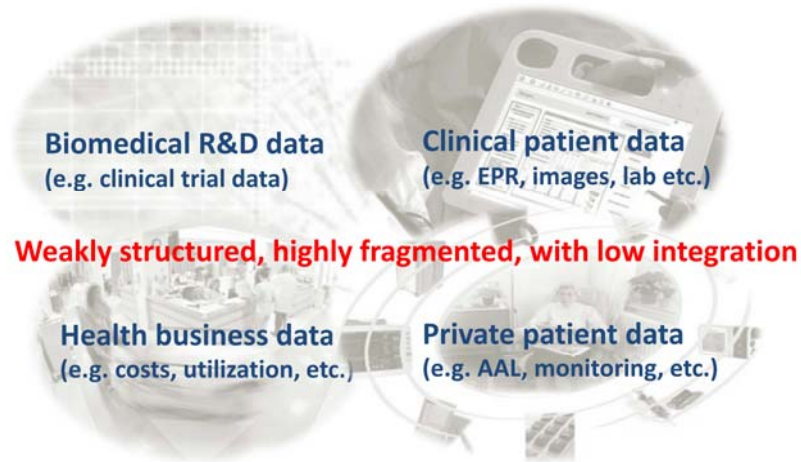 Biomedical R&D data
(e.g. clinical trial data)
Clinical patient data
(e.g. EPR, images, lab etc.)
Weakly structured, highly fragmented, with low integration
Health business data
(e.g. costs, utilization, etc.)
Private patient data
(e.g. AAL, monitoring, etc.)